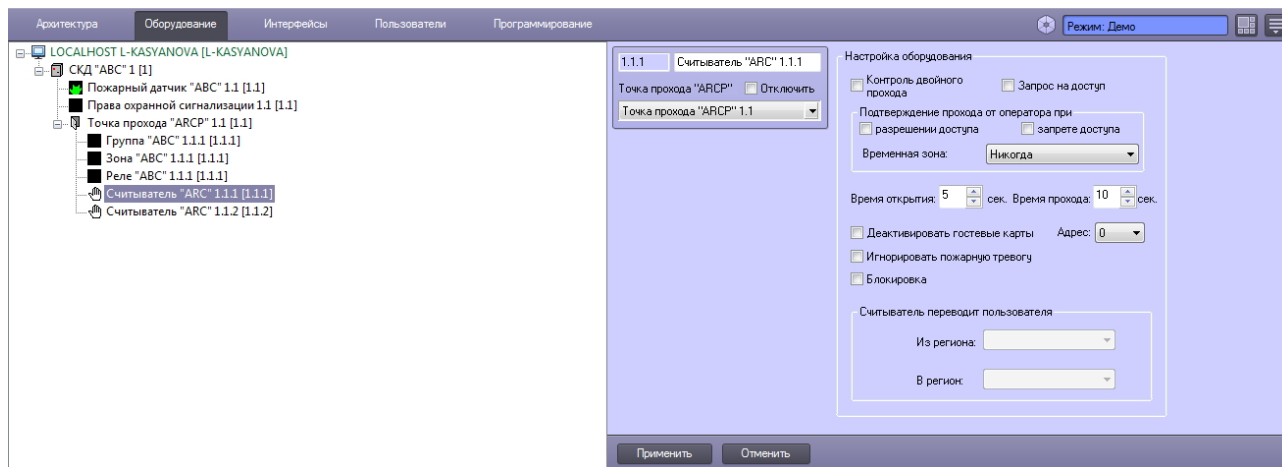 Архитектура Оборудование Интерфейсы Пользователи Программирование Режим: Демо
LOCALHOST L-KASYANOVA [L-KASYANOVA]
СКД "ABC" 1 [1]
Пожарный датчик "ABC" 1.1 [1.1]
Права охранной сигнализации 1.1 [1.1]
Точка прохода "ARCP" 1.1 [1.1]
Группа "ABC" 1.1.1 [1.1.1]
Зона "ABC" 1.1.1 [1.1.1]
Реле "ABC" 1.1.1 [1.1.1]
Считыватель "ARC" 1.1.1 [1.1.1]
Считыватель "ARC" 1.1.2 [1.1.2]
1.1.1 Считыватель "ARC" 1.1.1
Точка прохода "ARCP" Отключить
Точка прохода "ARCP" 1.1
Настройка оборудования
Контроль двойного
прохода
Запрос на доступ
Подтверждение прохода от оператора при
разрешении доступа запрете доступа
Временная зона: Никогда
Время открытия: 5 сек. Время прохода: 10 сек.
Деактивировать гостевые карты Адрес: 0
Игнорировать пожарную тревогу
Блокировка
Считыватель переводит пользователя
Из региона:
В регион:
Применить Отменить